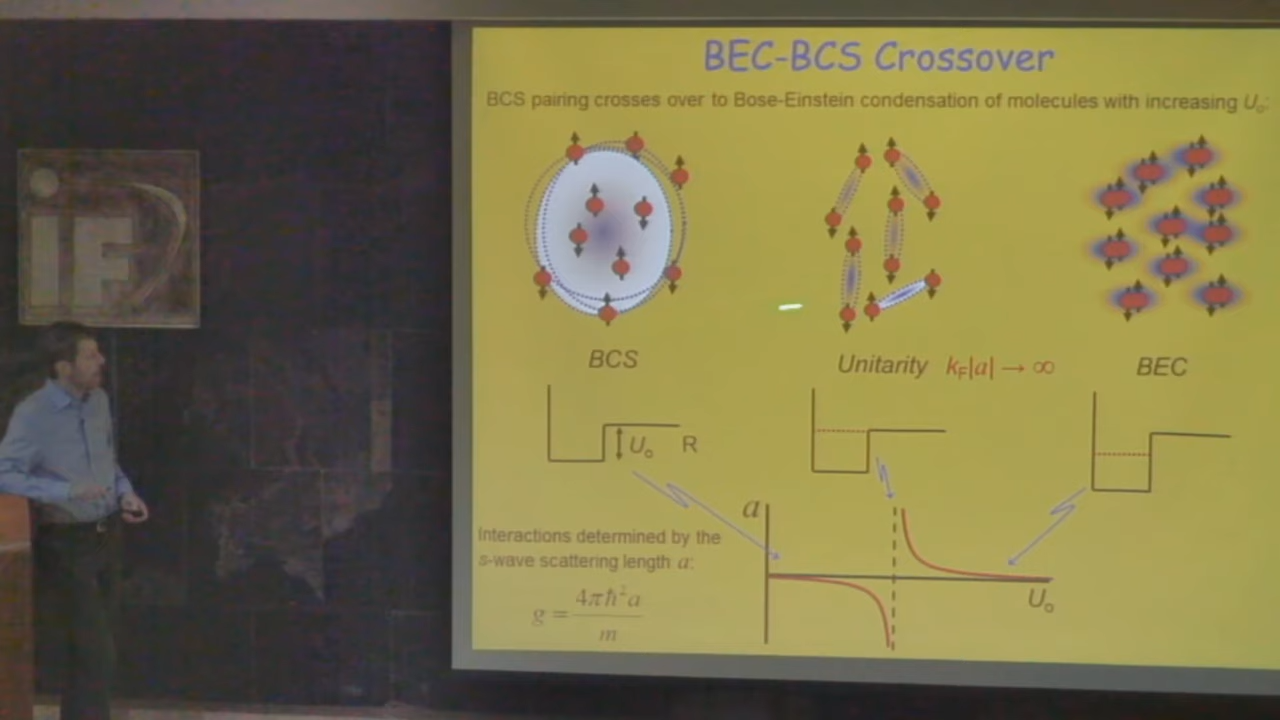 iF
BEC-BCS Crossover
BCS pairing crosses over to Bose-Einstein condensation of molecules with increasing U₀:
BCS
Unitarity k_F|a| → ∞
BEC
U₀ R
a
Interactions determined by the
s-wave scattering length a:
g = 4πħ²a / m
U₀